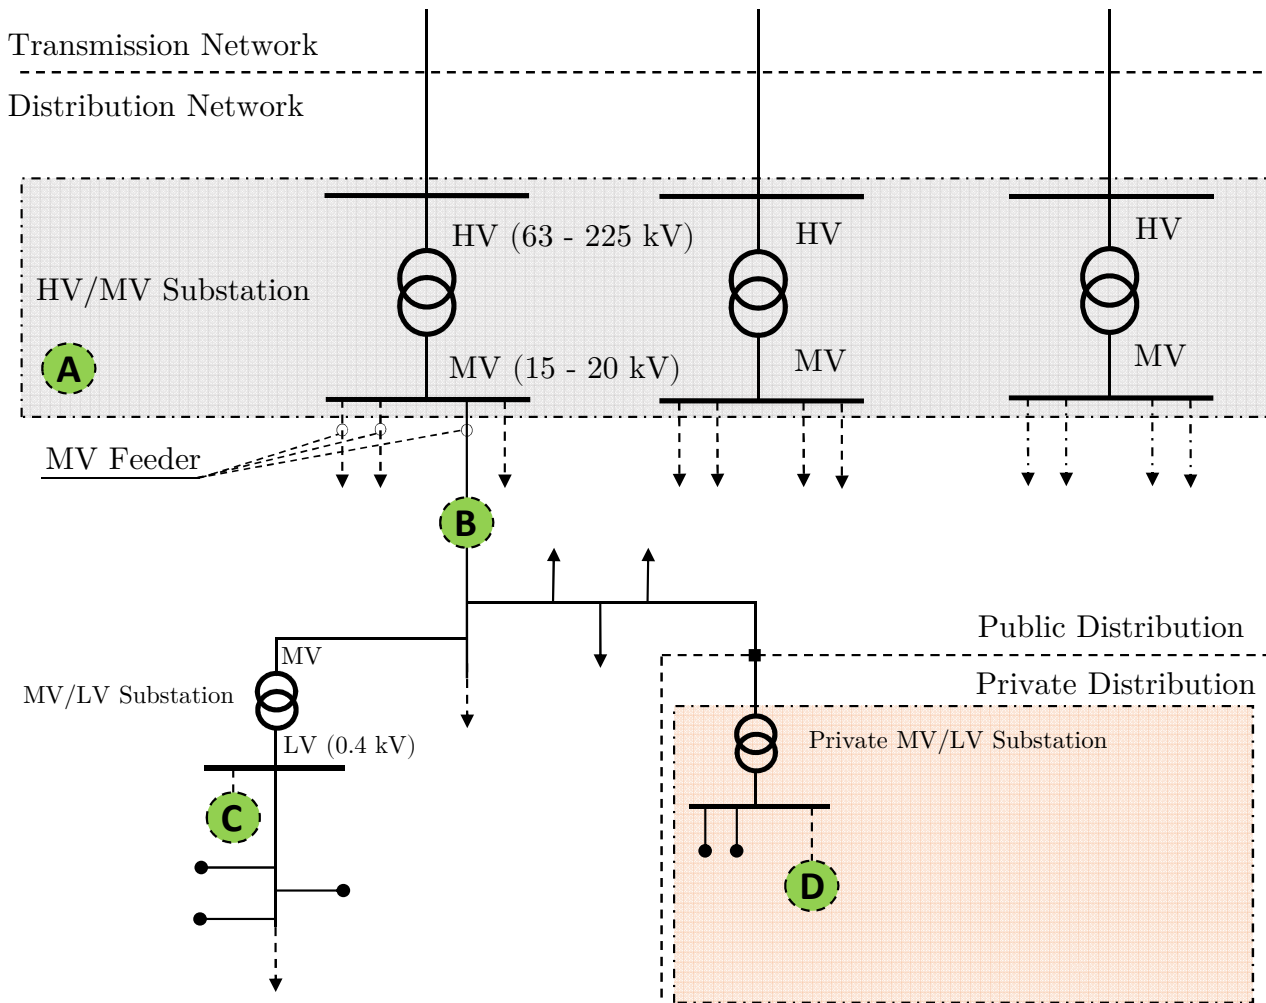 Transmission Network
Distribution Network
HV (63 - 225 kV)
HV
HV
HV/MV Substation
MV (15 - 20 kV)
MV
MV
A
MV Feeder
B
Public Distribution
MV
Private Distribution
MV/LV Substation
LV (0.4 kV)
Private MV/LV Substation
C
D